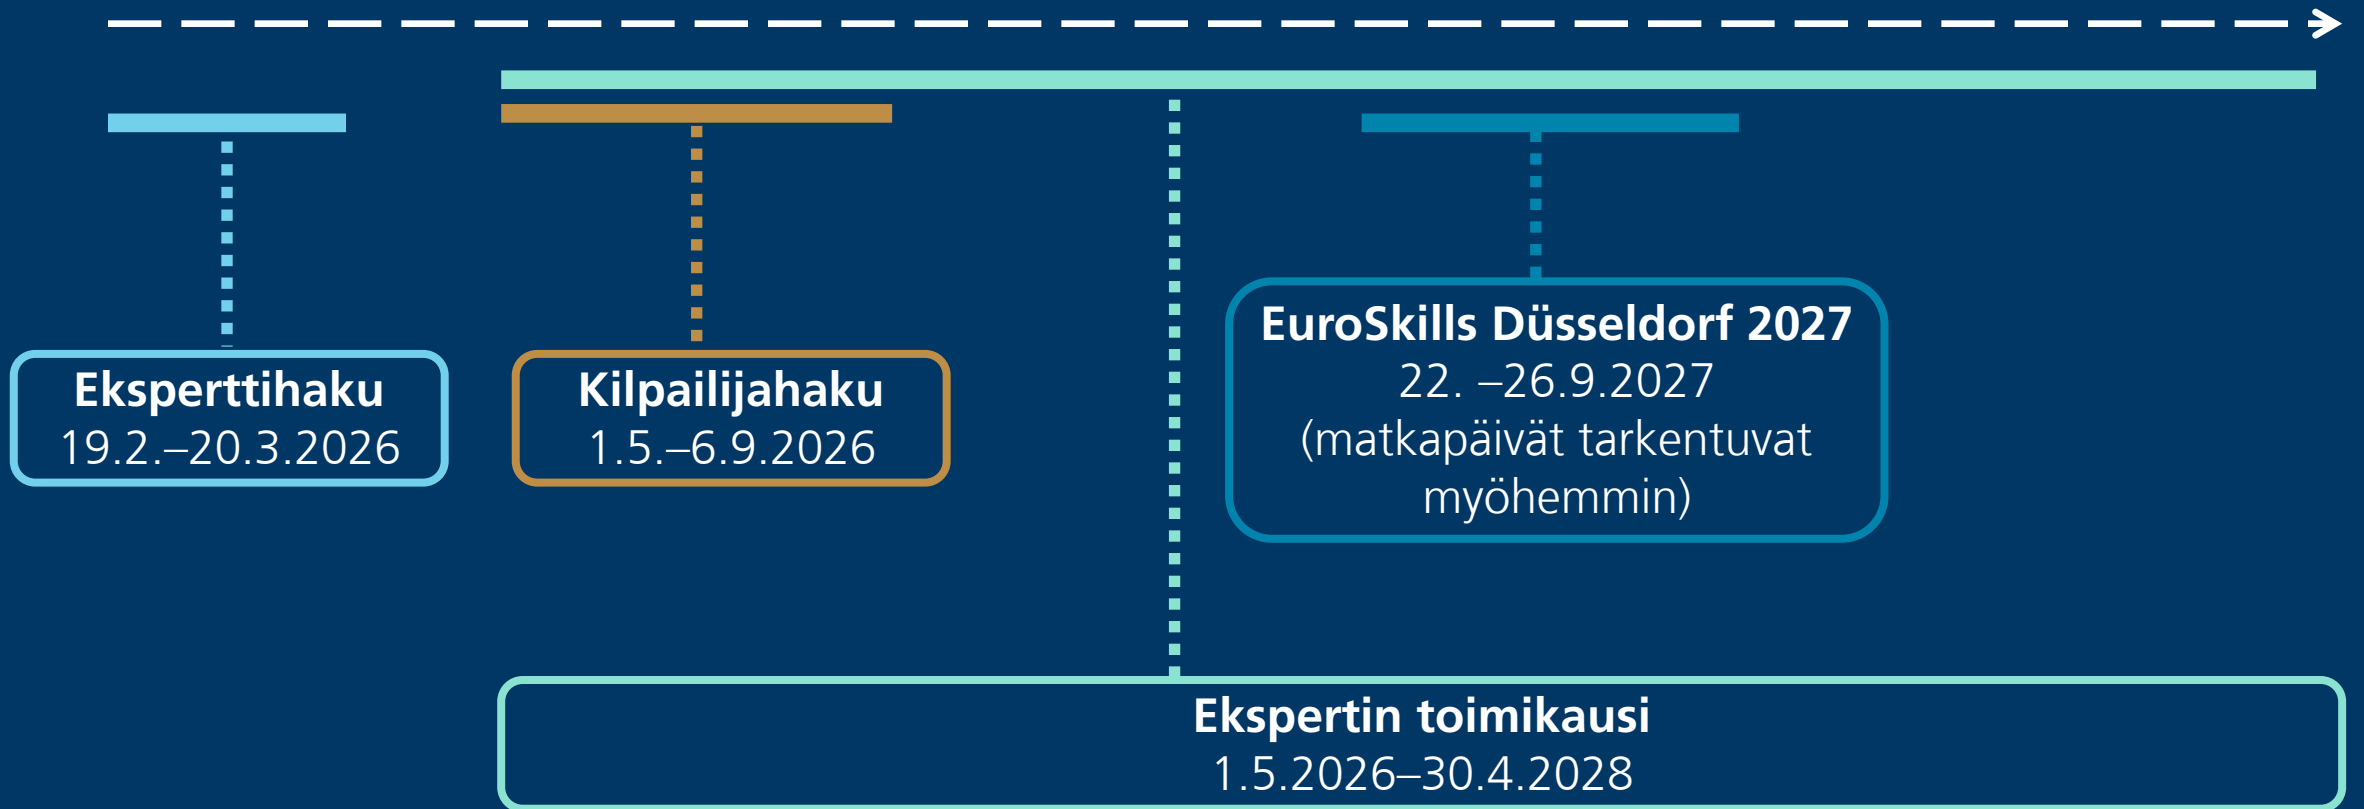 Eksperttihaku
19.2.–20.3.2026
Kilpailijahaku
1.5.–6.9.2026
EuroSkills Düsseldorf 2027
22. –26.9.2027
(matkapäivät tarkentuvat
myöhemmin)
Ekspertin toimikausi
1.5.2026–30.4.2028